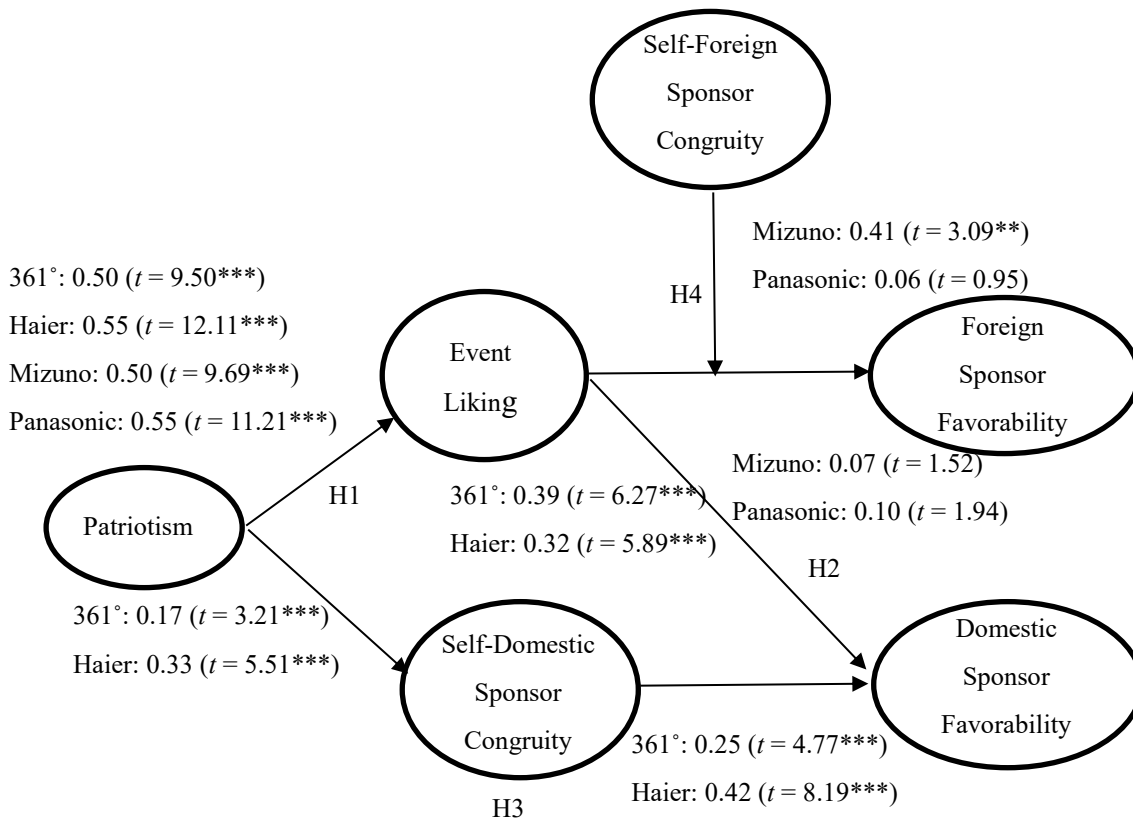 Self-Foreign
Sponsor
Congruity
Mizuno: 0.41 (t = 3.09**)
Panasonic: 0.06 (t = 0.95)
H4
361˚: 0.50 (t = 9.50***)
Haier: 0.55 (t = 12.11***)
Mizuno: 0.50 (t = 9.69***)
Panasonic: 0.55 (t = 11.21***)
Event
Liking
Foreign
Sponsor
Favorability
Mizuno: 0.07 (t = 1.52)
Panasonic: 0.10 (t = 1.94)
361˚: 0.39 (t = 6.27***)
Haier: 0.32 (t = 5.89***)
H1
Patriotism
H2
361˚: 0.17 (t = 3.21***)
Haier: 0.33 (t = 5.51***)
Self-Domestic
Sponsor
Congruity
Domestic
Sponsor
Favorability
361˚: 0.25 (t = 4.77***)
Haier: 0.42 (t = 8.19***)
H3